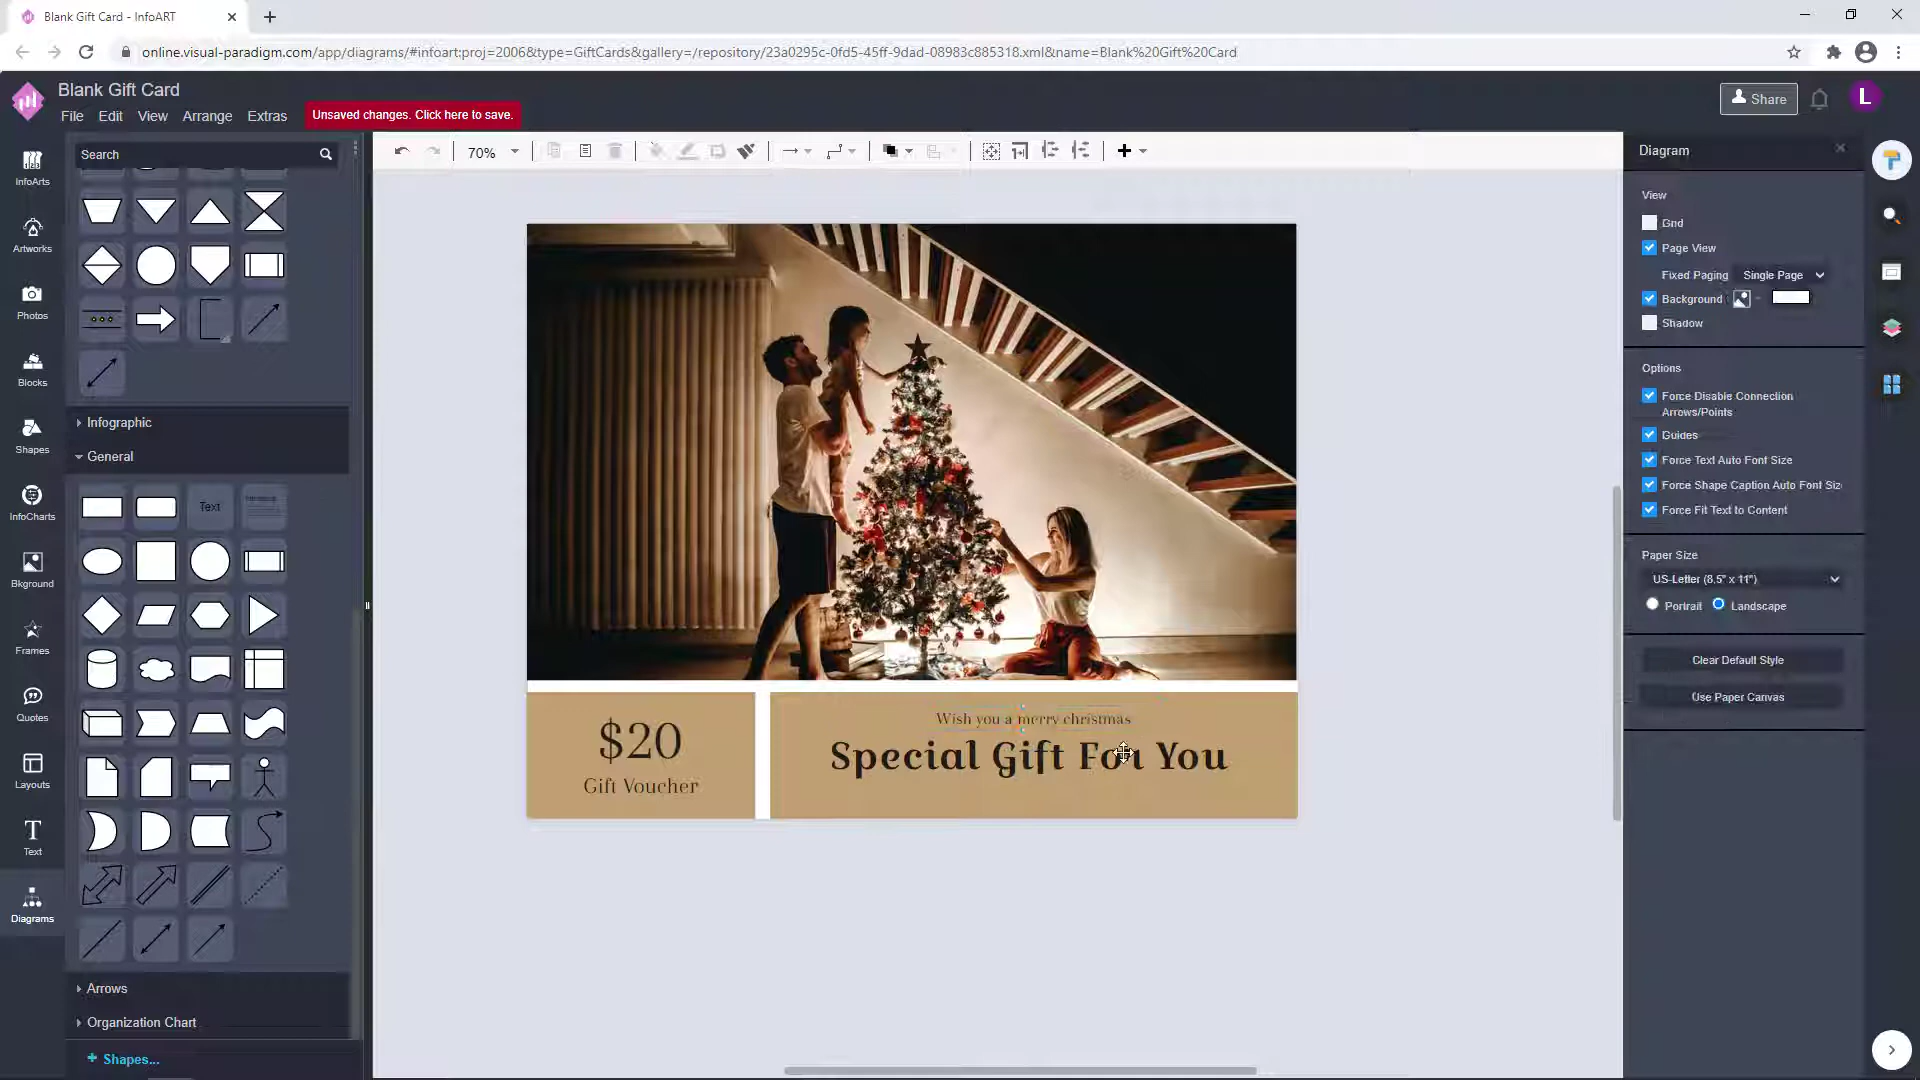 Blank Gift Card - InfoART
online.visual-paradigm.com/app/diagrams/#infoart:proj=2006&type=GiftCards&gallery=/repository/23a0295c-0fd5-45ff-9dad-08983c885318.xml&name=Blank%20Gift%20Card
Blank Gift Card
File Edit View Arrange Extras
Unsaved changes. Click here to save.
Share
L
Search
70%
Diagram
InfoArts
Artworks
Photos
Blocks
Shapes
InfoCharts
Bkground
Frames
Quotes
Layouts
T
Text
Diagrams
Infographic
General
Text
Arrows
Organization Chart
+ Shapes...
$20
Gift Voucher
Wish you a merry christmas
Special Gift For You
View
Grid
Page View
Fixed Paging Single Page
Background
Shadow
Options
Force Disable Connection
Arrows/Points
Guides
Force Text Auto Font Size
Force Shape Caption Auto Font Siz
Force Fit Text to Content
Paper Size
US-Letter (8.5" x 11")
Portrait Landscape
Clear Default Style
Use Paper Canvas